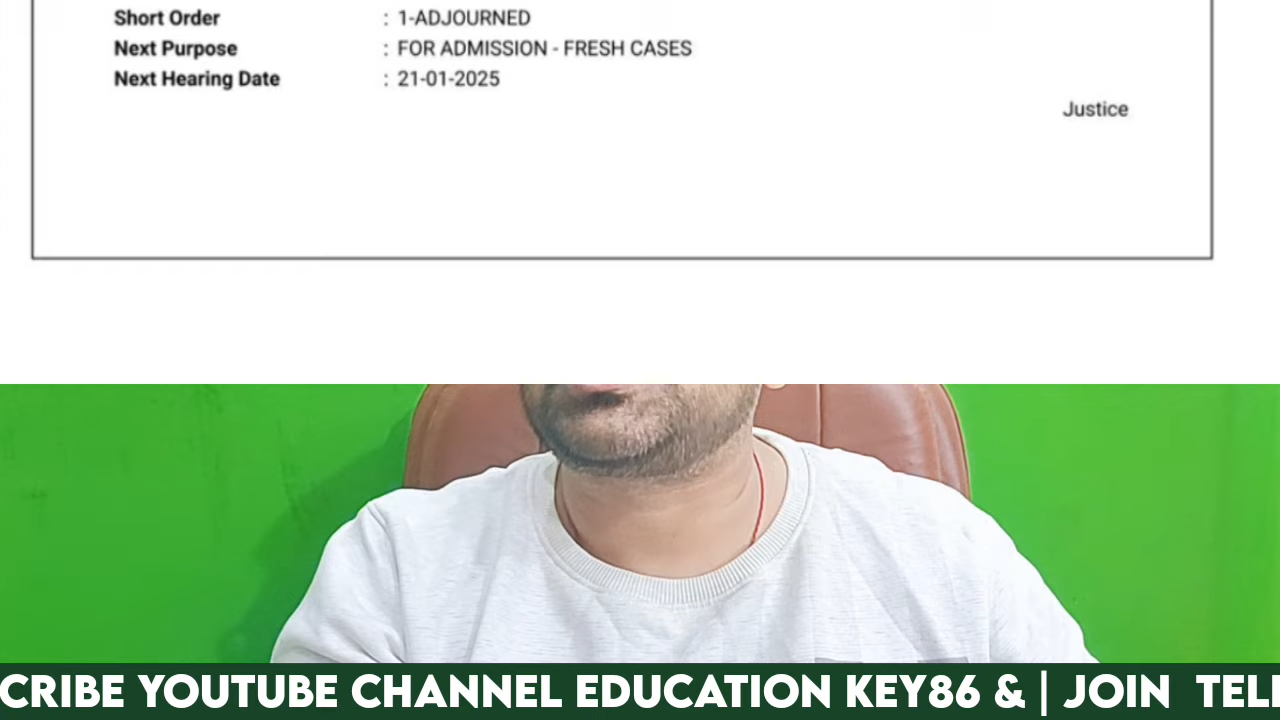 Short Order : 1-ADJOURNED
Next Purpose : FOR ADMISSION - FRESH CASES
Next Hearing Date : 21-01-2025
Justice
CRIBE YOUTUBE CHANNEL EDUCATION KEY86 & | JOIN TEL